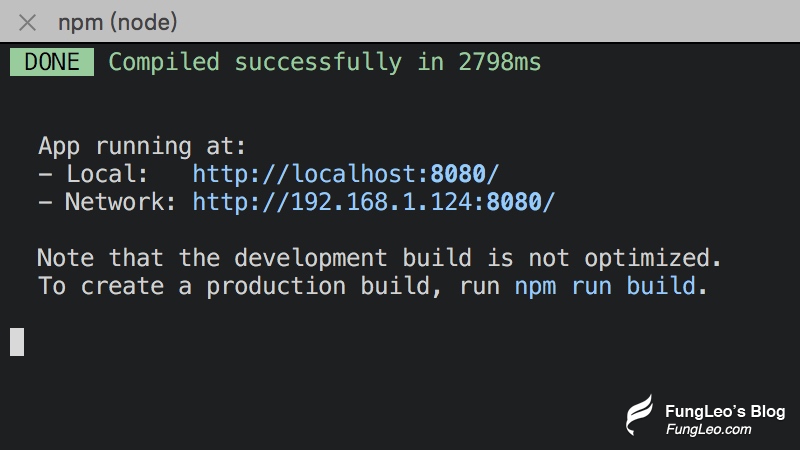 npm (node)
DONE Compiled successfully in 2798ms
App running at:
- Local: http://localhost:8080/
- Network: http://192.168.1.124:8080/
Note that the development build is not optimized.
To create a production build, run npm run build.
FungLeo's Blog
FungLeo.com